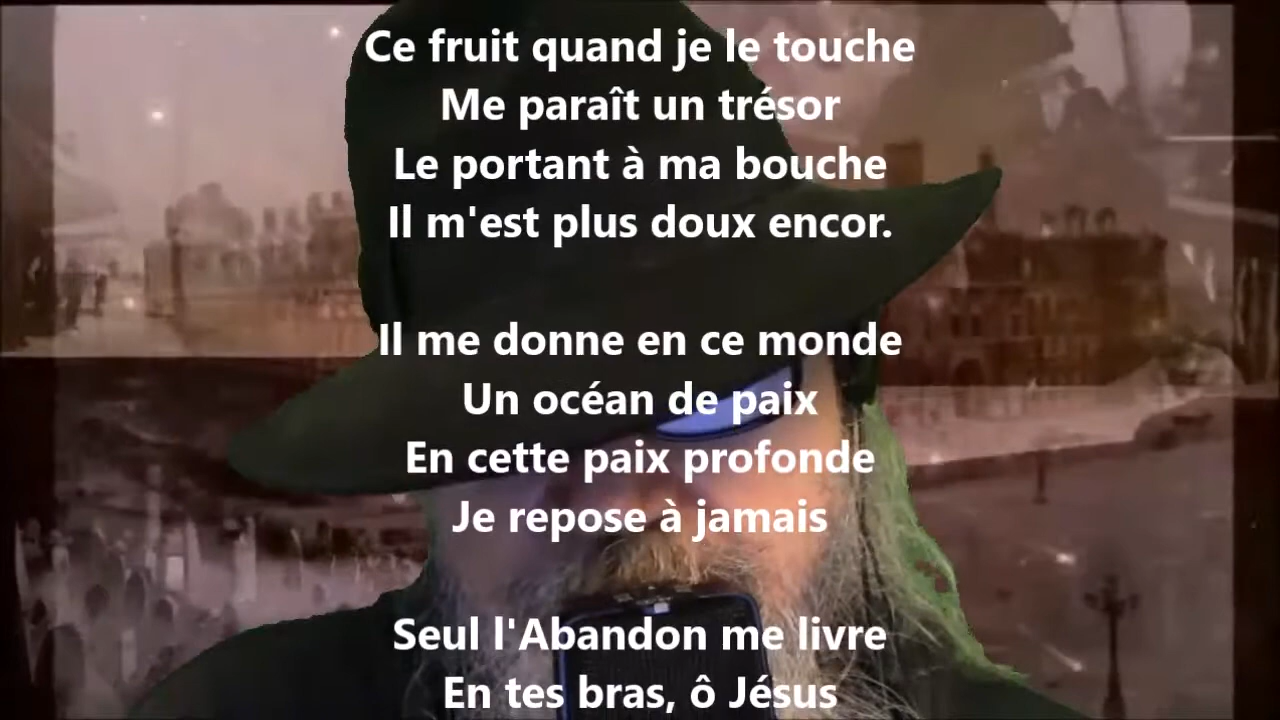 Ce fruit quand je le touche
Me paraît un trésor
Le portant à ma bouche
Il m'est plus doux encor.
Il me donne en ce monde
Un océan de paix
En cette paix profonde
Je repose à jamais
Seul l'Abandon me livre
En tes bras, ô Jésus